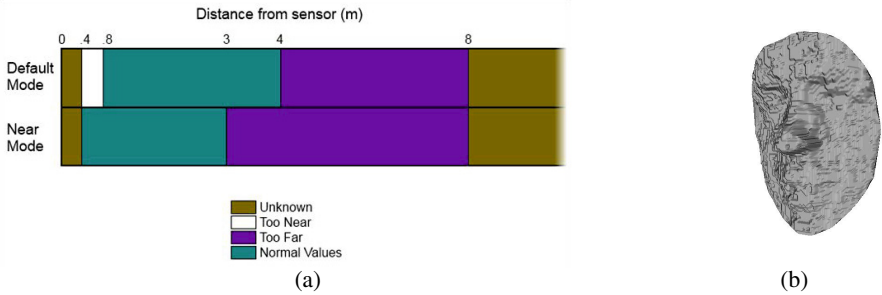 Distance from sensor (m)
0 .4 .8 3 4 8
Default
Mode
Near
Mode
Unknown
Too Near
Too Far
Normal Values
(a)
(b)